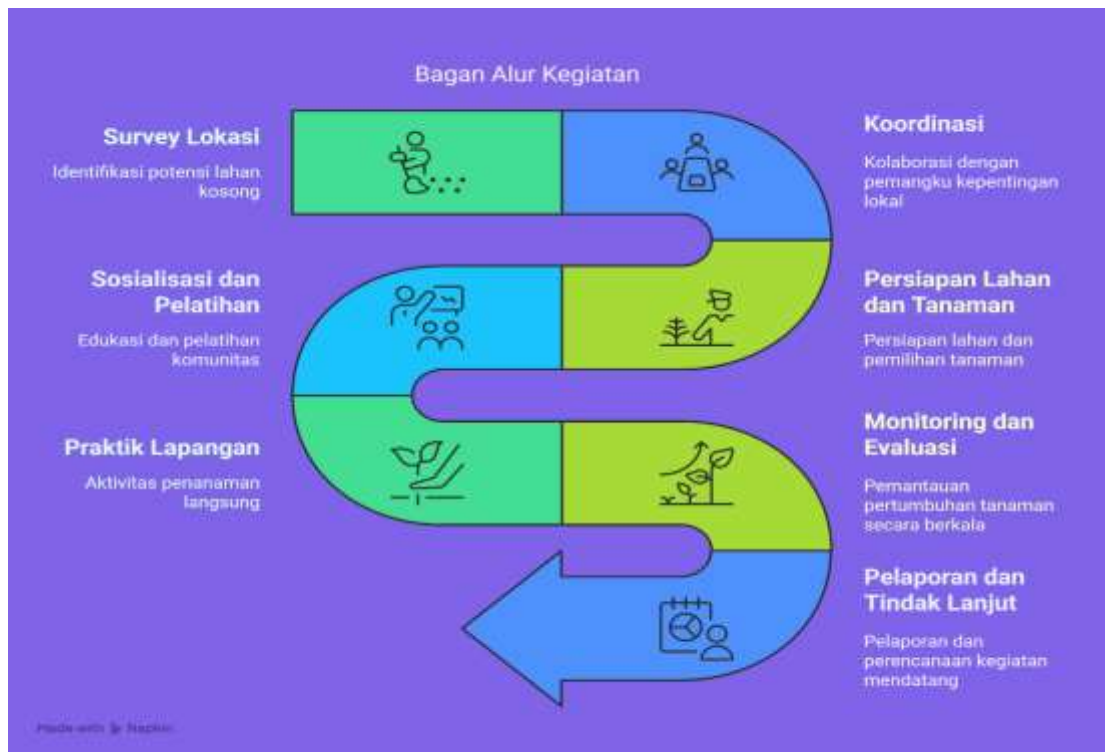 Bagan Alur Kegiatan
Survey Lokasi
Identifikasi potensi lahan
kosong
Koordinasi
Kolaborasi dengan
pemangku kepentingan
lokal
Persiapan Lahan
dan Tanaman
Persiapan lahan dan
pemilihan tanaman
Sosialisasi dan
Pelatihan
Edukasi dan pelatihan
komunitas
Praktik Lapangan
Aktivitas penanaman
langsung
Monitoring dan
Evaluasi
Pemantauan
pertumbuhan tanaman
secara berkala
Pelaporan dan
Tindak Lanjut
Pelaporan dan
perencanaan kegiatan
mendatang
Made with Napkin